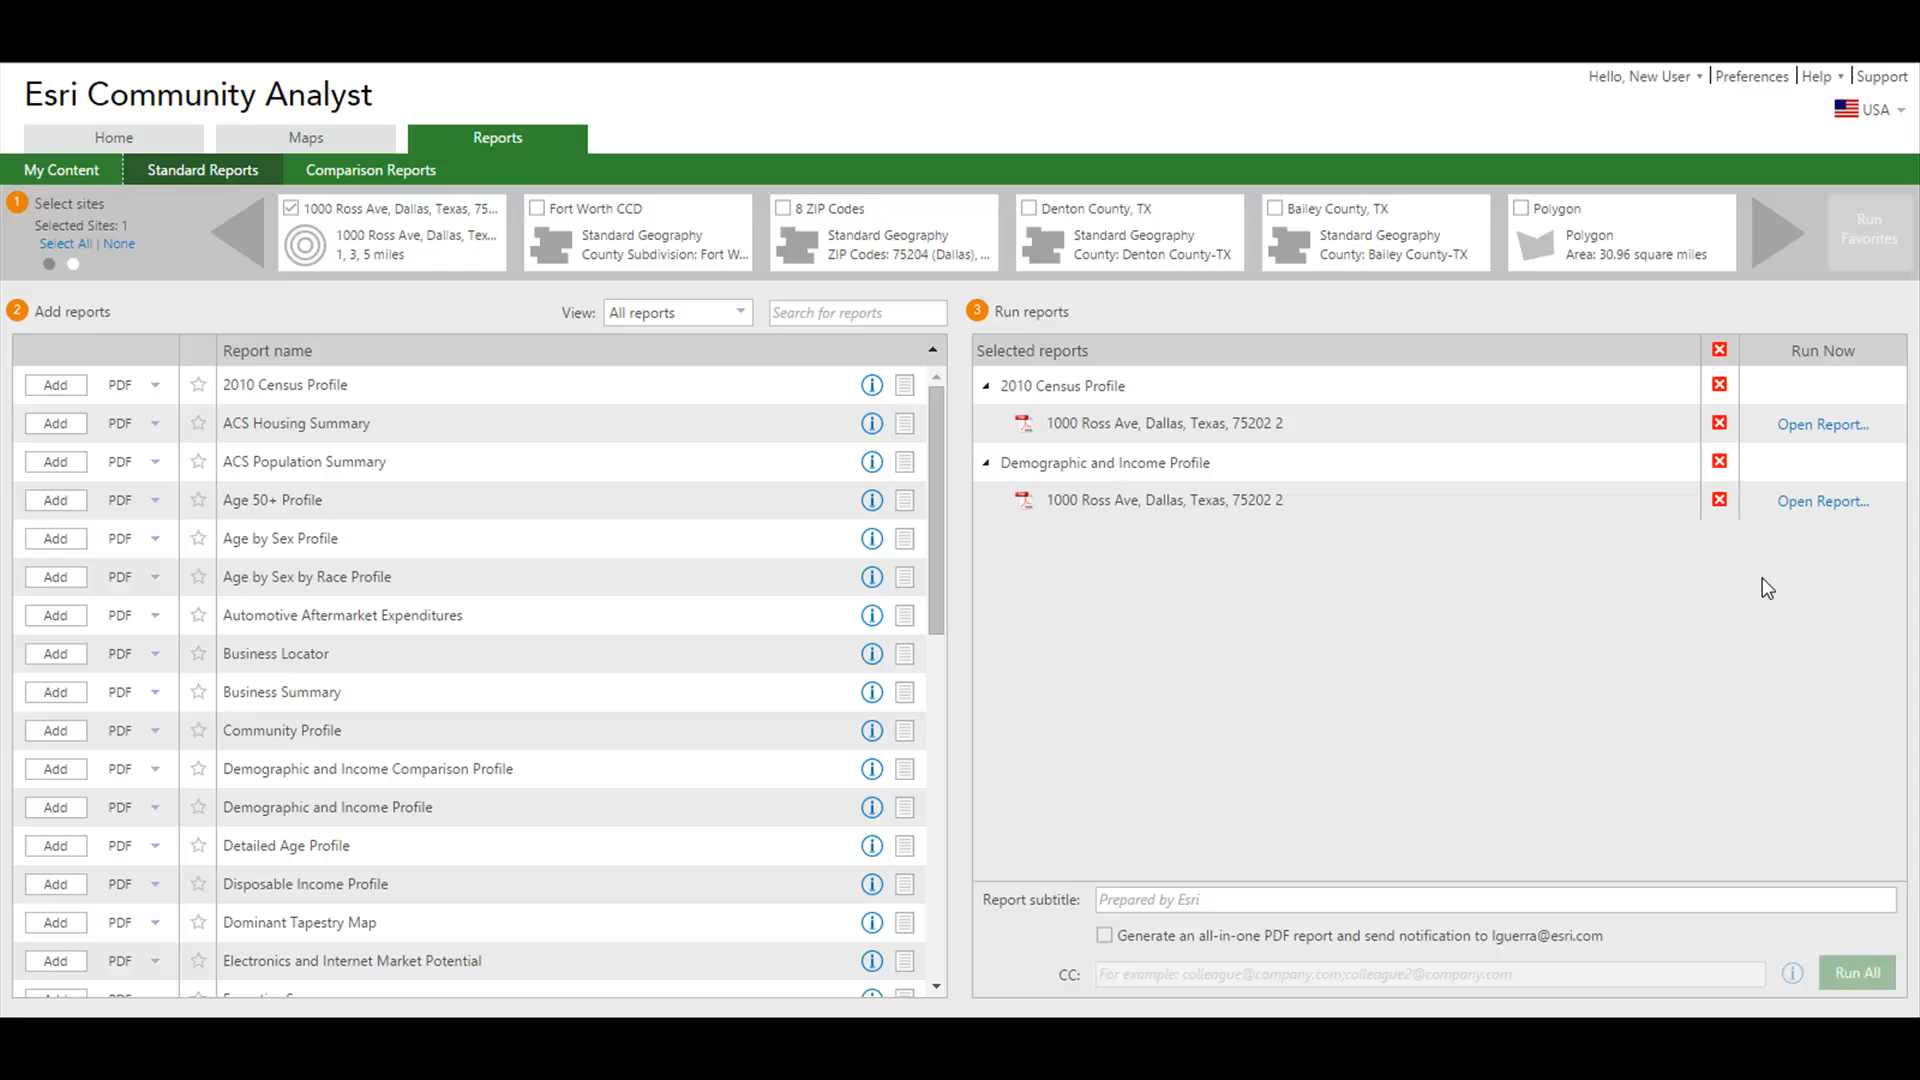 Esri Community Analyst
Hello, New User
Preferences
Help
Support
USA
Home
Maps
Reports
My Content
Standard Reports
Comparison Reports
1
Select sites
Selected Sites: 1
Select All | None
1000 Ross Ave, Dallas, Texas, 75...
1000 Ross Ave, Dallas, Tex...
1, 3, 5 miles
Fort Worth CCD
Standard Geography
County Subdivision: Fort W...
8 ZIP Codes
Standard Geography
ZIP Codes: 75204 (Dallas), ...
Denton County, TX
Standard Geography
County: Denton County-TX
Bailey County, TX
Standard Geography
County: Bailey County-TX
Polygon
Polygon
Area: 30.96 square miles
Run
Favorites
2
Add reports
View:
All reports
Search for reports
Report name
Add PDF 2010 Census Profile
Add PDF ACS Housing Summary
Add PDF ACS Population Summary
Add PDF Age 50+ Profile
Add PDF Age by Sex Profile
Add PDF Age by Sex by Race Profile
Add PDF Automotive Aftermarket Expenditures
Add PDF Business Locator
Add PDF Business Summary
Add PDF Community Profile
Add PDF Demographic and Income Comparison Profile
Add PDF Demographic and Income Profile
Add PDF Detailed Age Profile
Add PDF Disposable Income Profile
Add PDF Dominant Tapestry Map
Add PDF Electronics and Internet Market Potential
3
Run reports
Selected reports
Run Now
2010 Census Profile
1000 Ross Ave, Dallas, Texas, 75202 2
Open Report...
Demographic and Income Profile
1000 Ross Ave, Dallas, Texas, 75202 2
Open Report...
Report subtitle:
Prepared by Esri
Generate an all-in-one PDF report and send notification to lguerra@esri.com
CC:
For example: colleague@company.com;colleague2@company.com
Run All